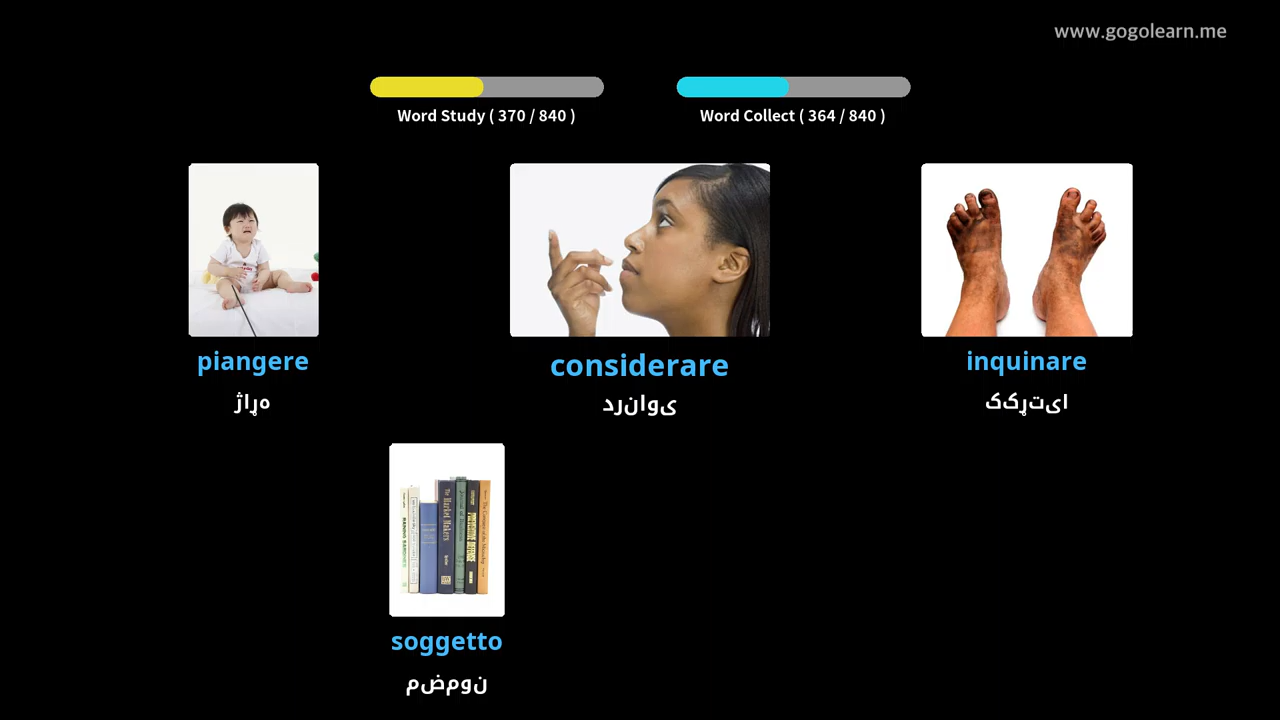 www.gogolearn.me
Word Study ( 370 / 840 )
Word Collect ( 364 / 840 )
piangere
considerare
inquinare
ژاړه
درناوی
ککړتیا
soggetto
مضمون